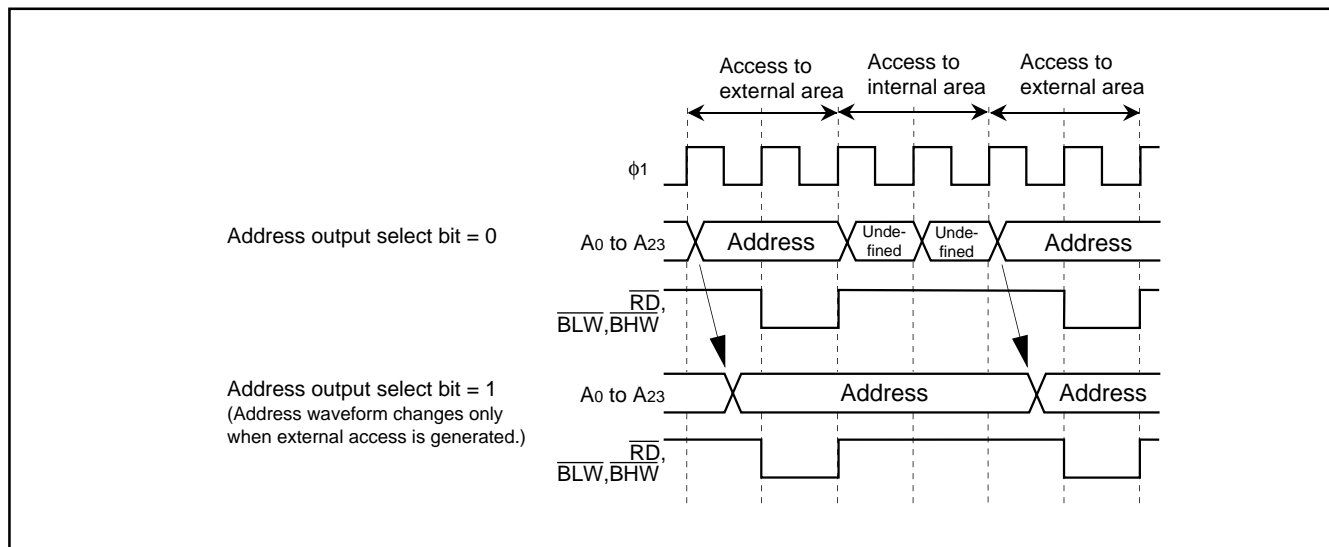 Access to
external area
Access to
internal area
Access to
external area
ϕ1
Address output select bit = 0
A0 to A23
Address
Unde-
fined
Unde-
fined
Address
RD,
BLW,BHW
Address output select bit = 1
(Address waveform changes only
when external access is generated.)
A0 to A23
Address
Address
RD,
BLW,BHW